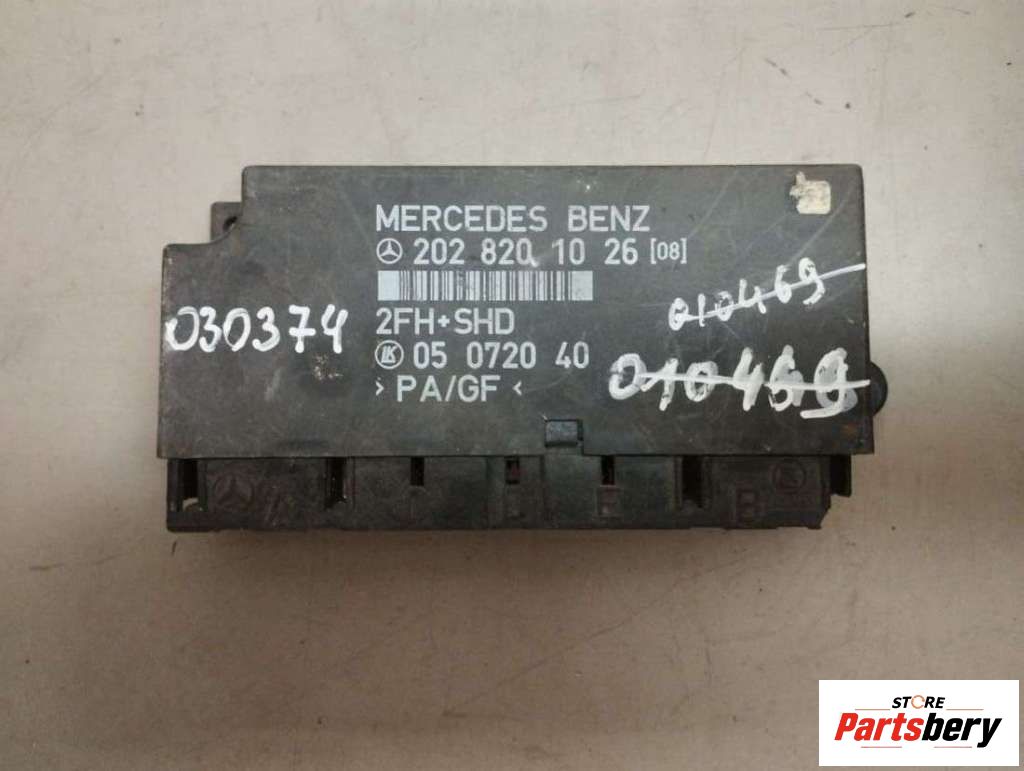 MERCEDES BENZ
202 820 10 26 [08]
010469
030374
2FH+SHD
LK 05 0720 40
010469
> PA/GF <
STORE
Partsbery